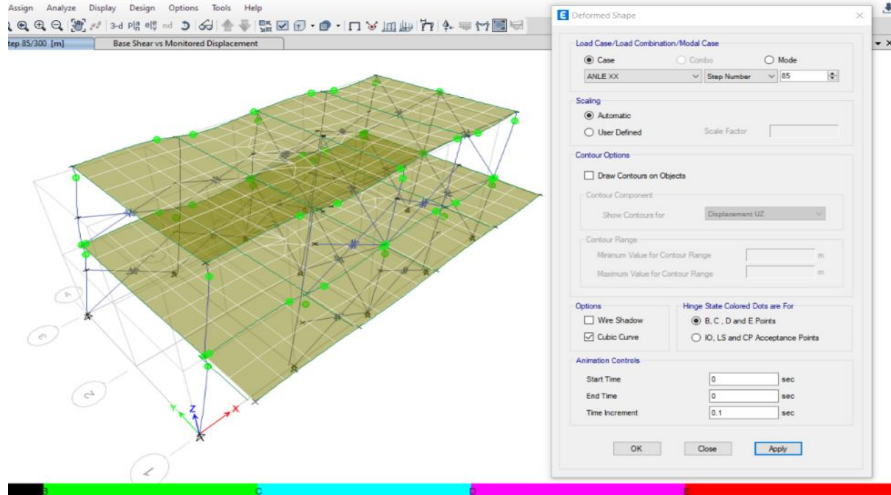 Assign Analyze Display Design Options Tools Help
3-d
nd
tep 85/300 [m] Base Shear vs Monitored Displacement
E Deformed Shape
Load Case/Load Combination/Modal Case
Case Combo Mode
ANLE XX Step Number 85
Scaling
Automatic
User Defined Scale Factor
Contour Options
Draw Contours on Objects
Contour Component
Show Contours for Displacement UZ
Contour Range
Minimum Value for Contour Range m
Maximum Value for Contour Range m
Options
Wire Shadow
Cubic Curve
Hinge State Colored Dots are For
B, C , D and E Points
IO, LS and CP Acceptance Points
Animation Controls
Start Time 0 sec
End Time 0 sec
Time Increment 0.1 sec
OK Close Apply
A
3
2
1
Y Z X
B C D E